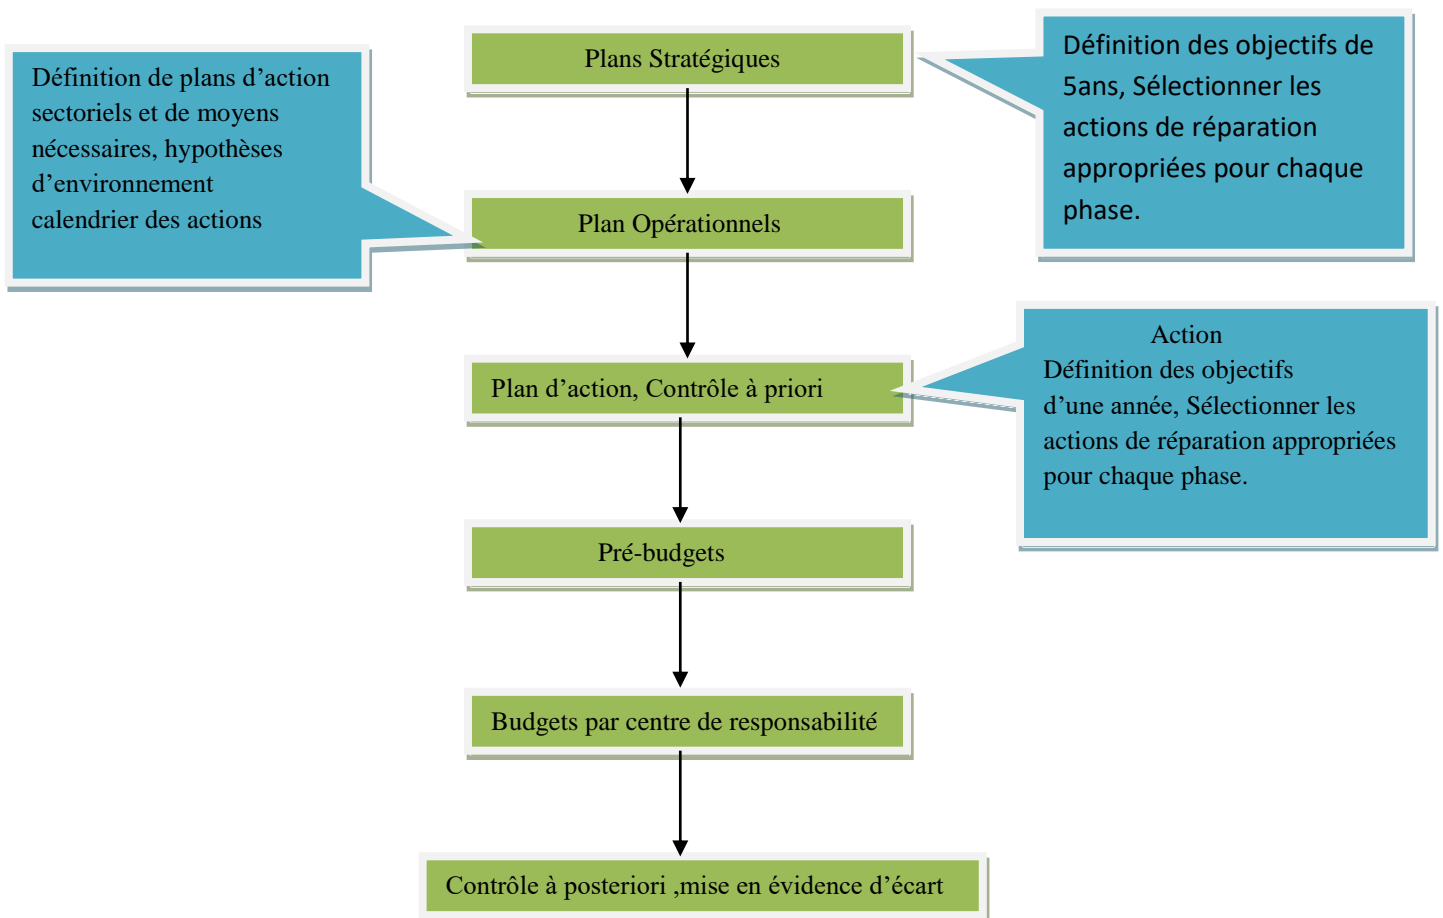 Plans Stratégiques
Définition des objectifs de
5ans, Sélectionner les
actions de réparation
appropriées pour chaque
phase.
Définition de plans d’action
sectoriels et de moyens
nécessaires, hypothèses
d’environnement
calendrier des actions
Plan Opérationnels
Plan d’action, Contrôle à priori
Action
Définition des objectifs
d’une année, Sélectionner les
actions de réparation appropriées
pour chaque phase.
Pré-budgets
Budgets par centre de responsabilité
Contrôle à posteriori ,mise en évidence d’écart